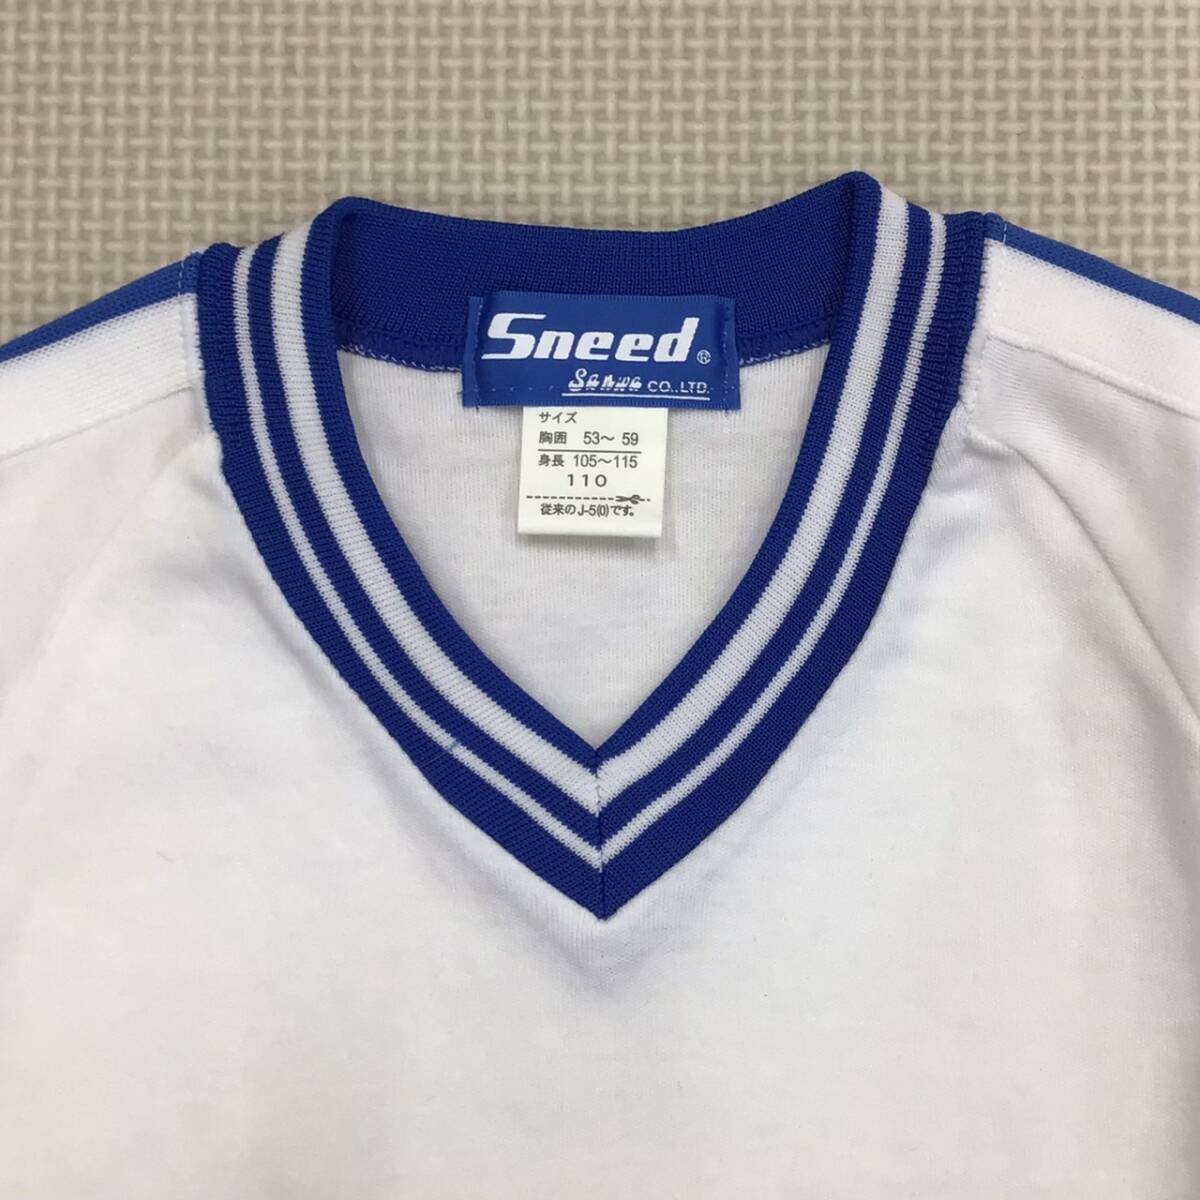 Sneed®
Sanwa CO.,LTD.
サイズ
胸囲 53〜 59
身長 105〜115
110
従来のJ-5(0)です。